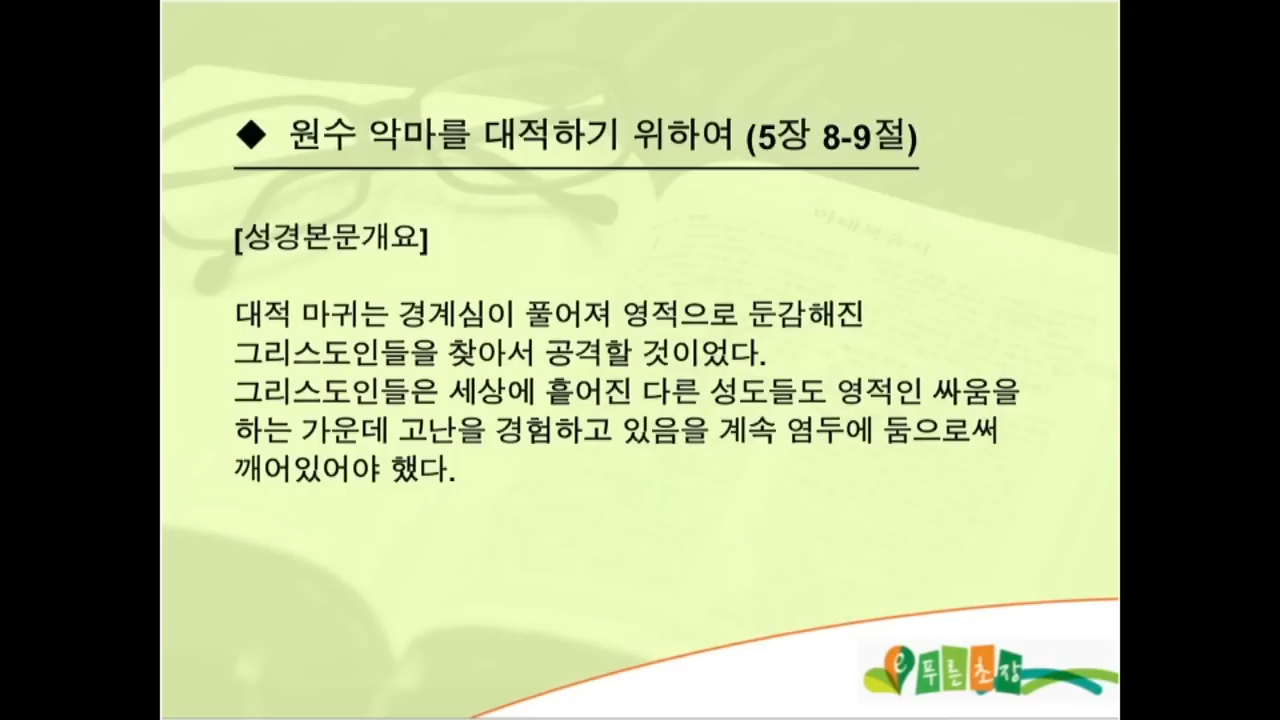 ◆ 원수 악마를 대적하기 위하여 (5장 8-9절)
[성경본문개요]
대적 마귀는 경계심이 풀어져 영적으로 둔감해진
그리스도인들을 찾아서 공격할 것이었다.
그리스도인들은 세상에 흩어진 다른 성도들도 영적인 싸움을
하는 가운데 고난을 경험하고 있음을 계속 염두에 둠으로써
깨어있어야 했다.
e푸른초장